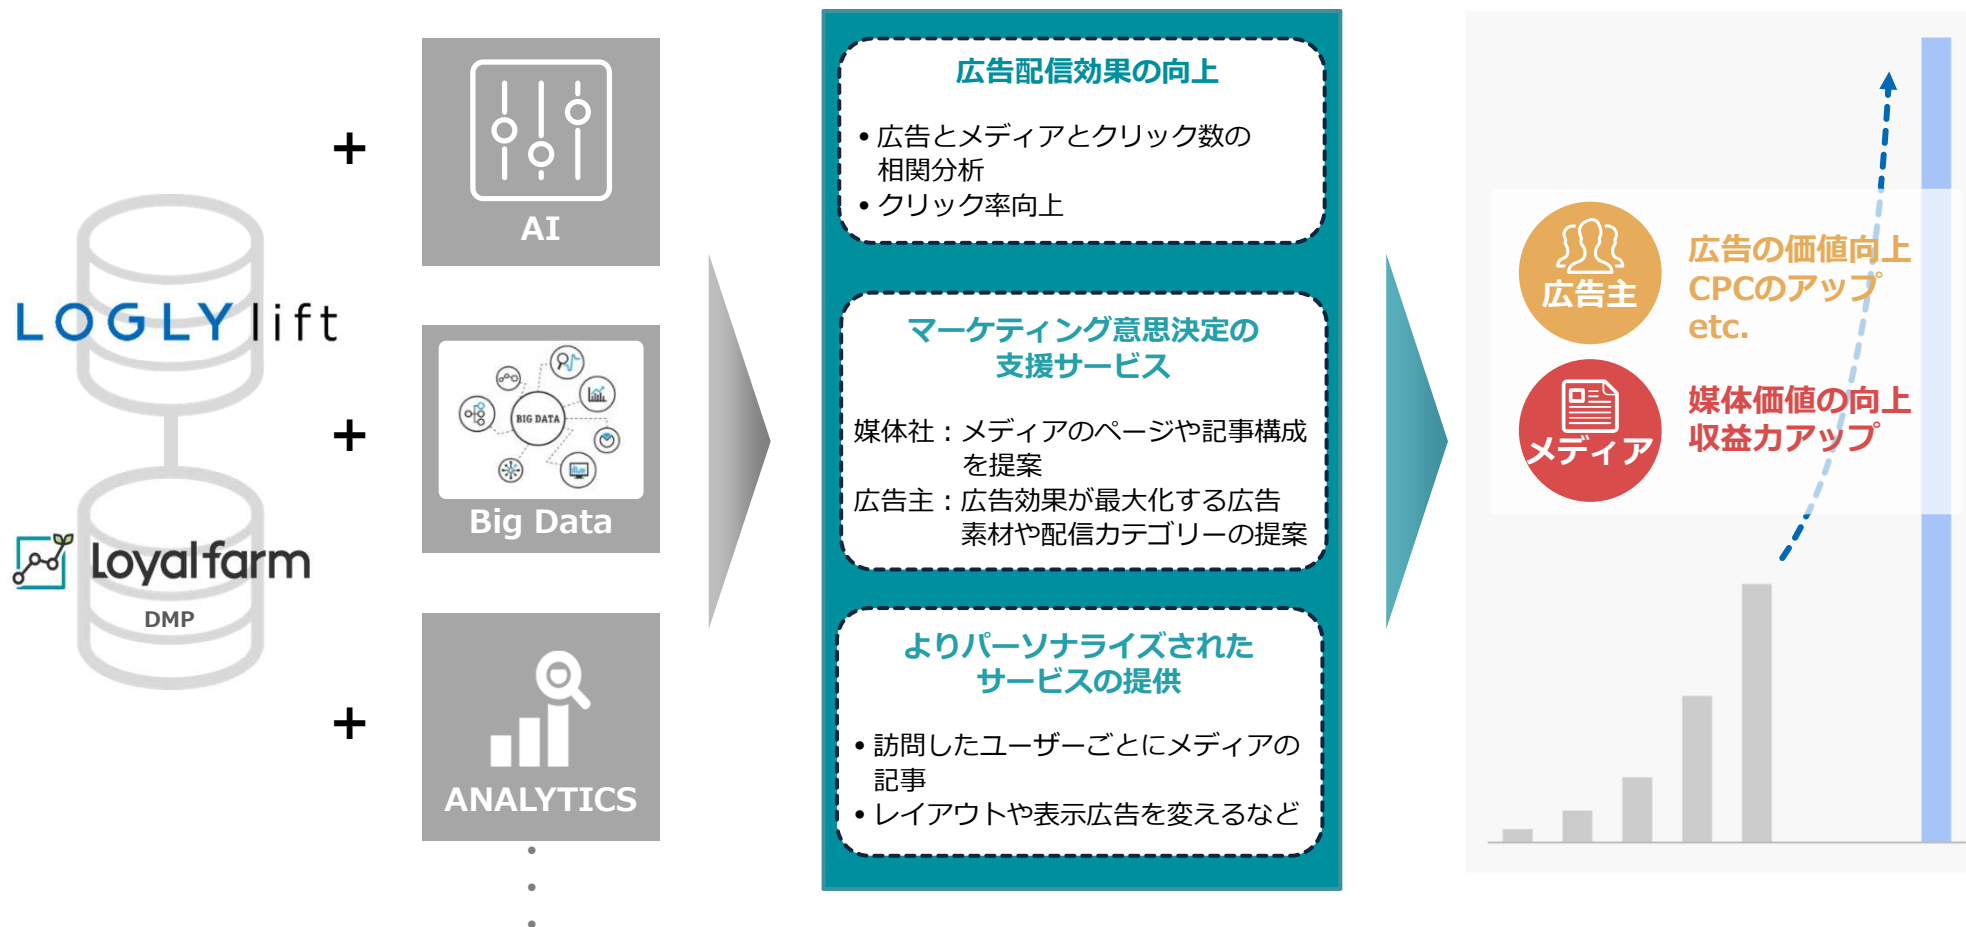 LOGLY lift
Loyalfarm
DMP
+
AI
+
BIG DATA
Big Data
+
ANALYTICS
広告配信効果の向上
• 広告とメディアとクリック数の
相関分析
• クリック率向上
マーケティング意思決定の
支援サービス
媒体社：メディアのページや記事構成
を提案
広告主：広告効果が最大化する広告
素材や配信カテゴリーの提案
よりパーソナライズされた
サービスの提供
• 訪問したユーザーごとにメディアの
記事
• レイアウトや表示広告を変えるなど
広告主
広告の価値向上
CPCのアップ
etc.
メディア
媒体価値の向上
収益力アップ